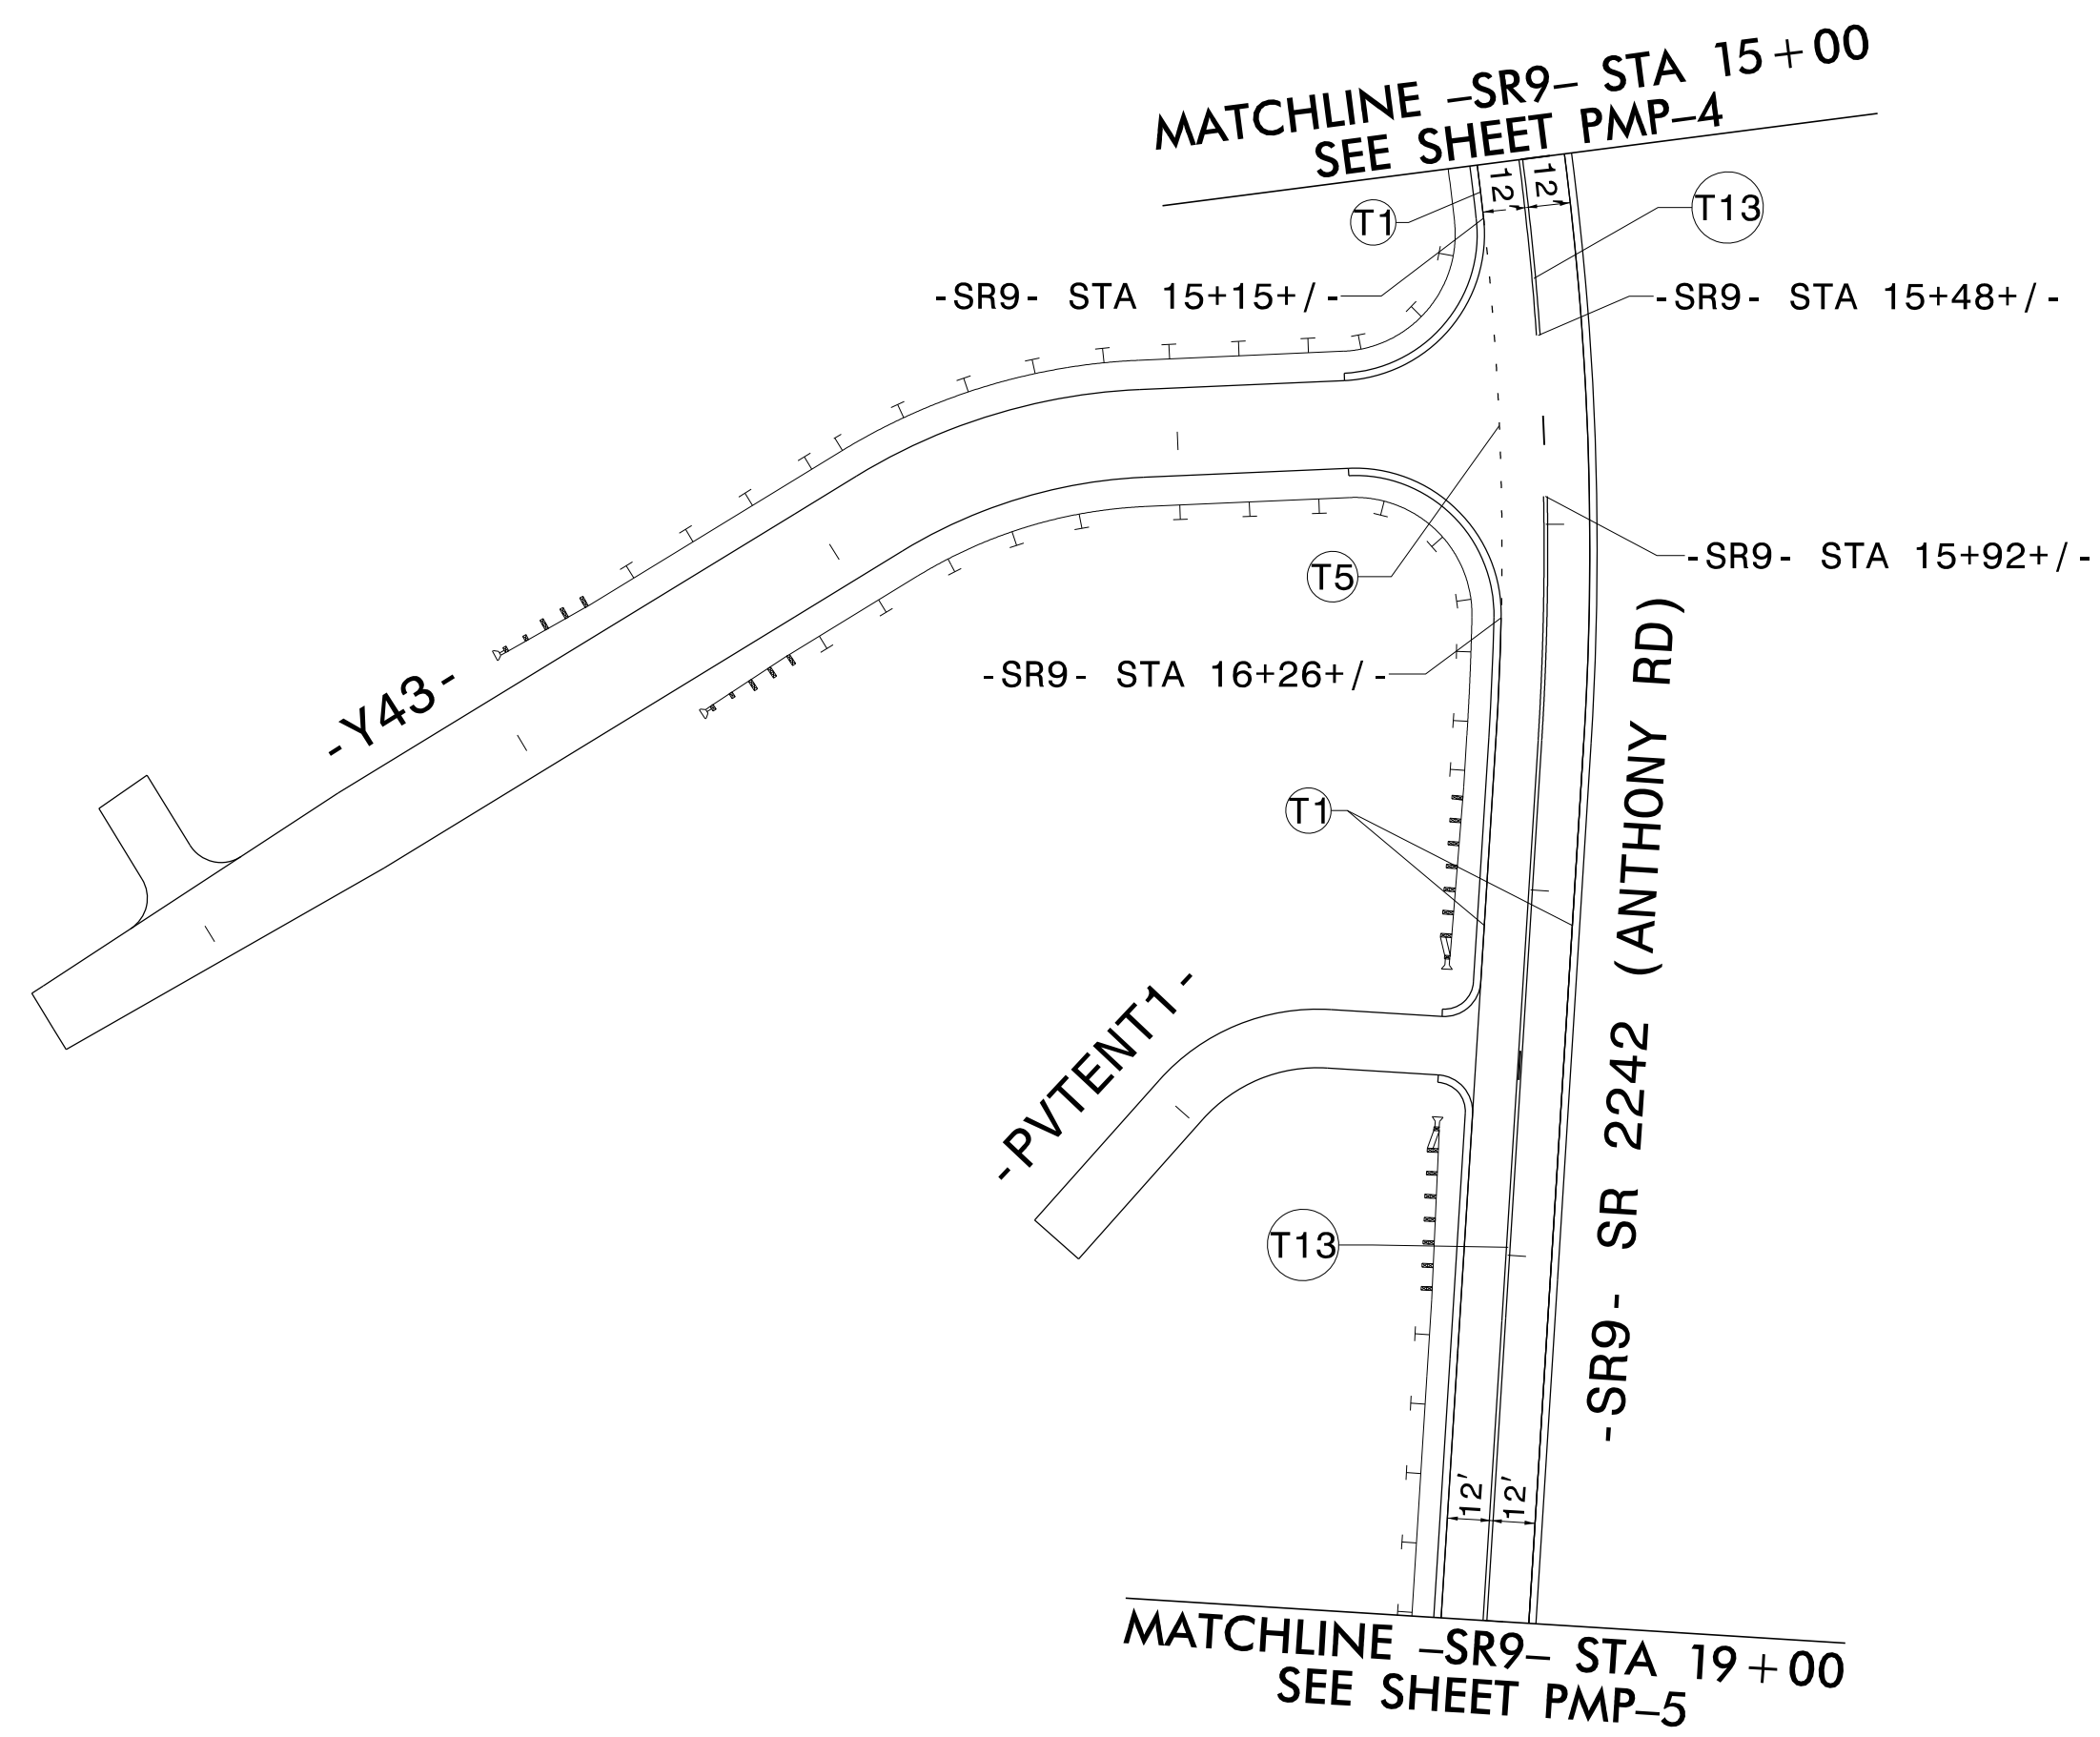 MATCHLINE –SR9– STA 15+00
SEE SHEET PMP–4
12'
12'
T1
T13
-SR9- STA 15+15+/-
-SR9- STA 15+48+/-
T5
-SR9- STA 15+92+/-
-SR9- STA 16+26+/-
-Y43-
T1
-PVTENT1-
-SR9- SR 2242 (ANTHONY RD)
T13
12'
12'
MATCHLINE –SR9– STA 19+00
SEE SHEET PMP–5